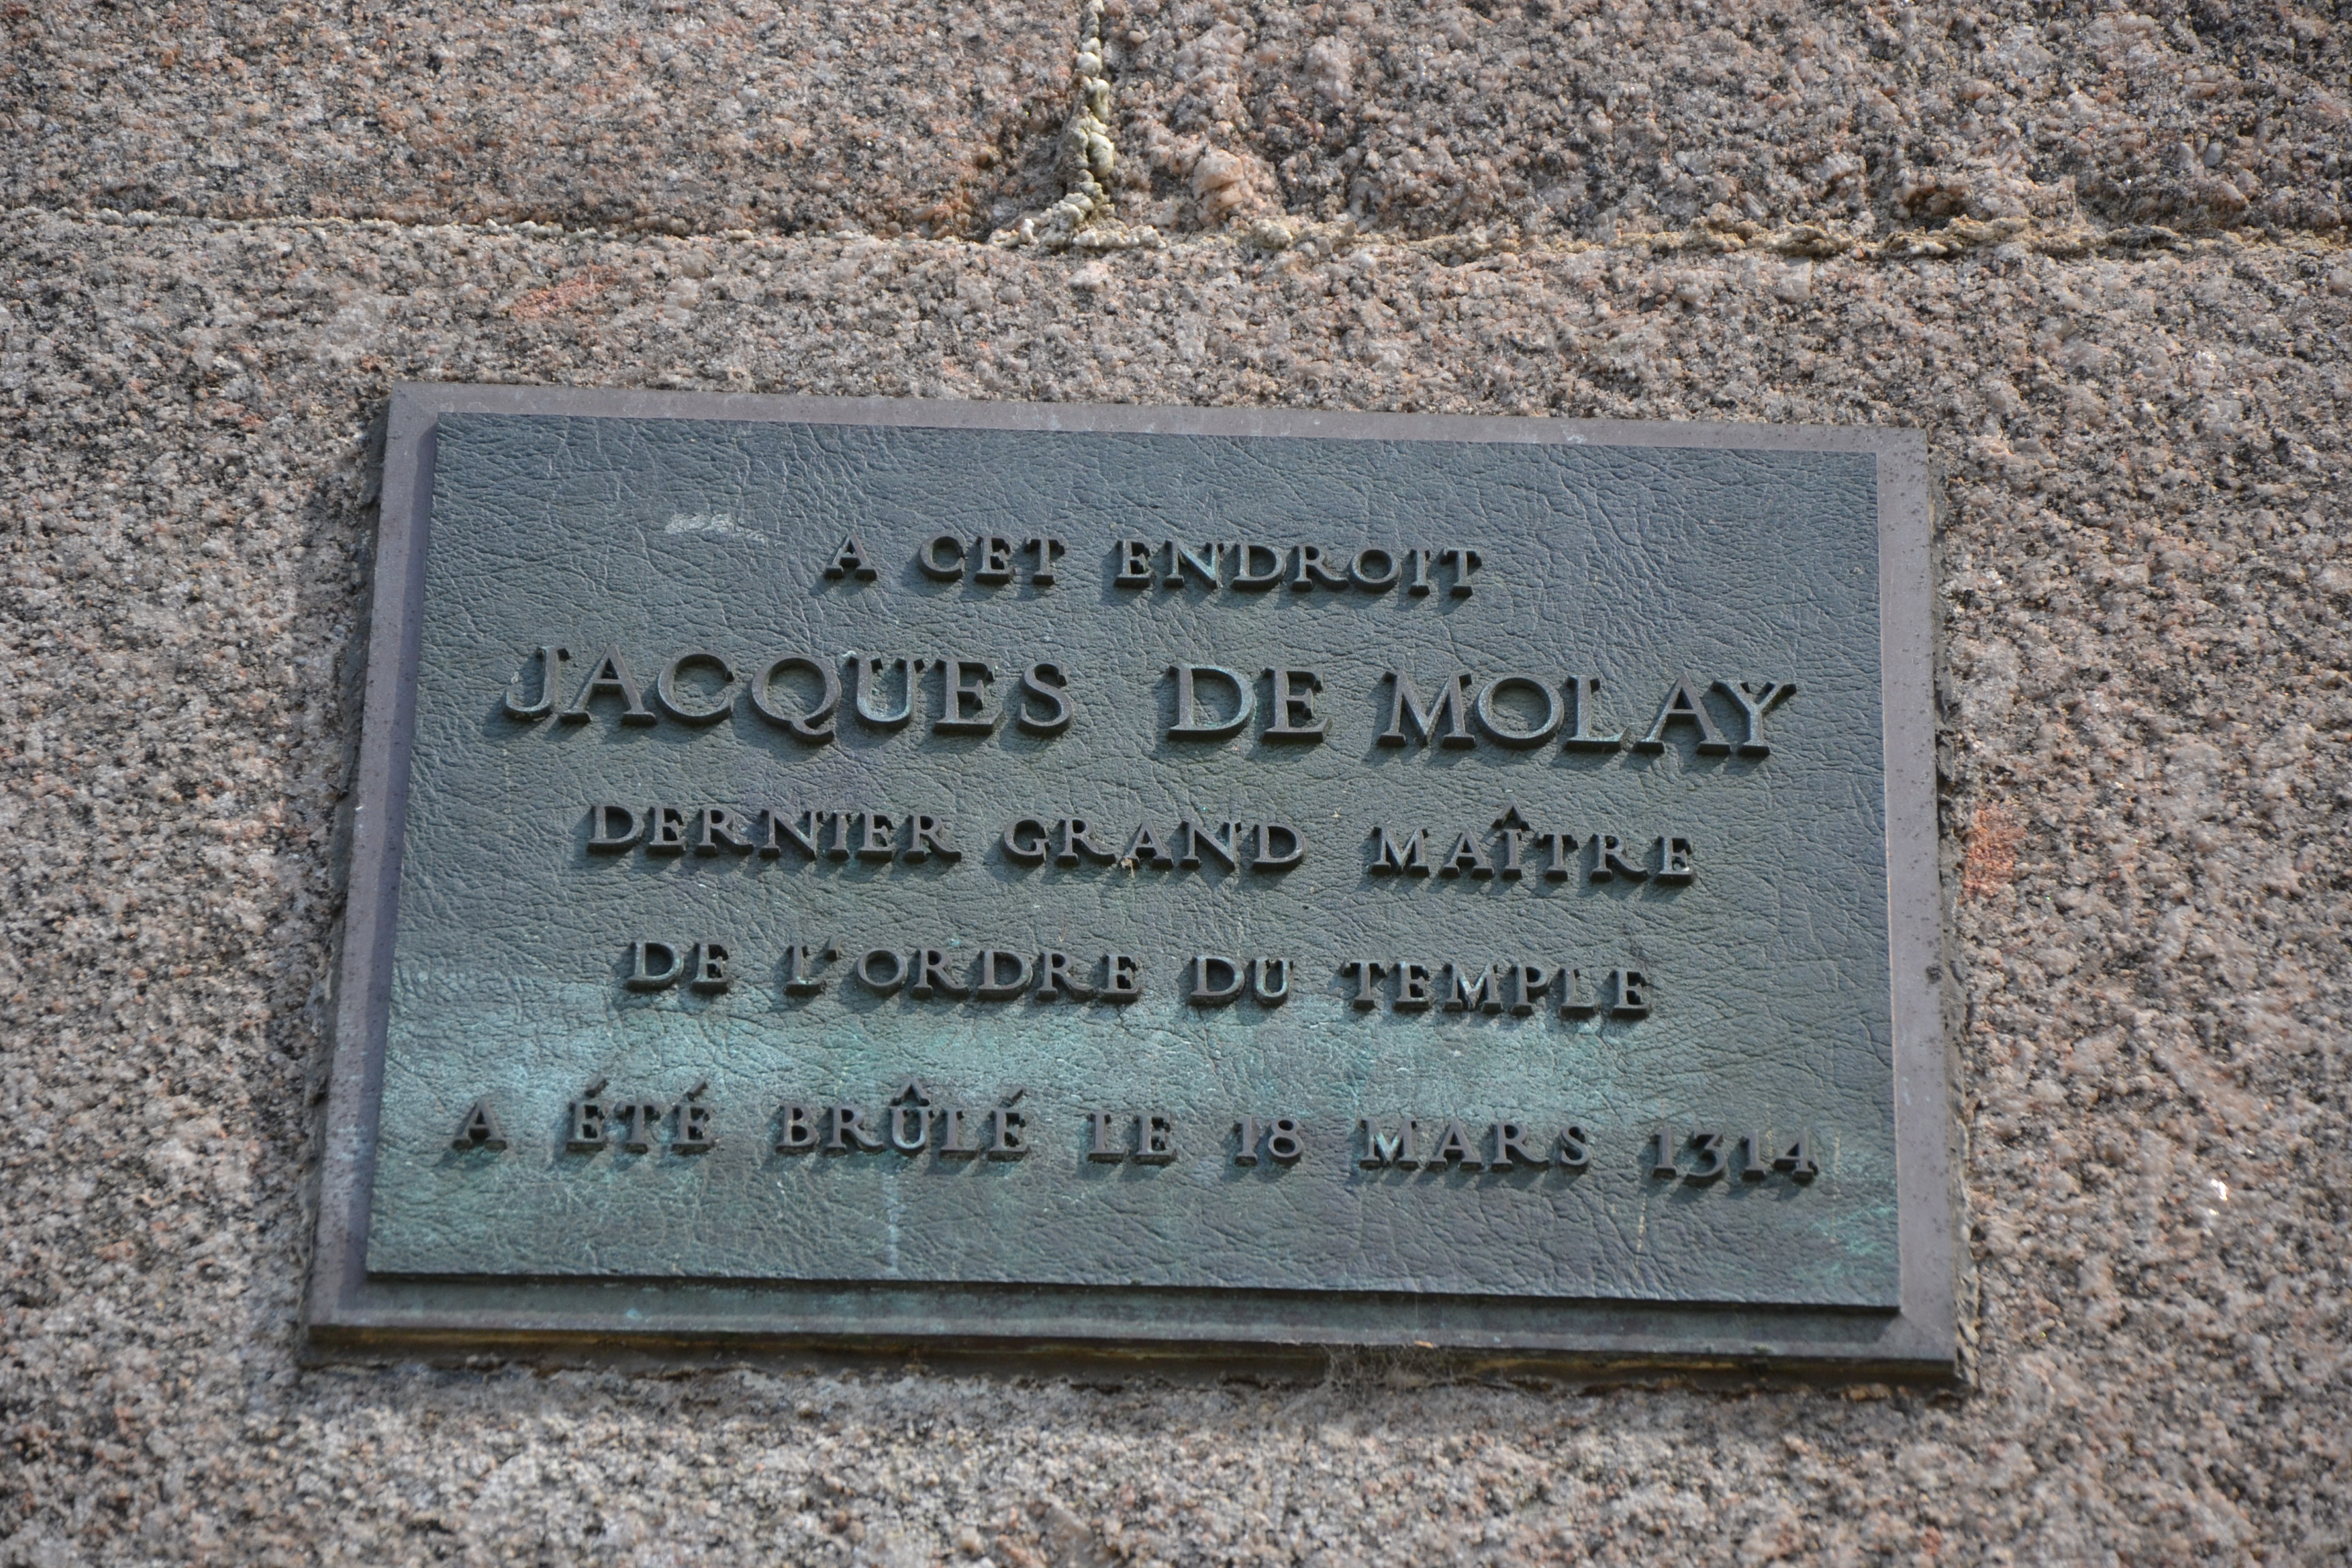 A CET ENDROIT
JACQUES DE MOLAY
DERNIER GRAND MAÎTRE
DE L'ORDRE DU TEMPLE
A ÉTÉ BRÛLÉ LE 18 MARS 1314